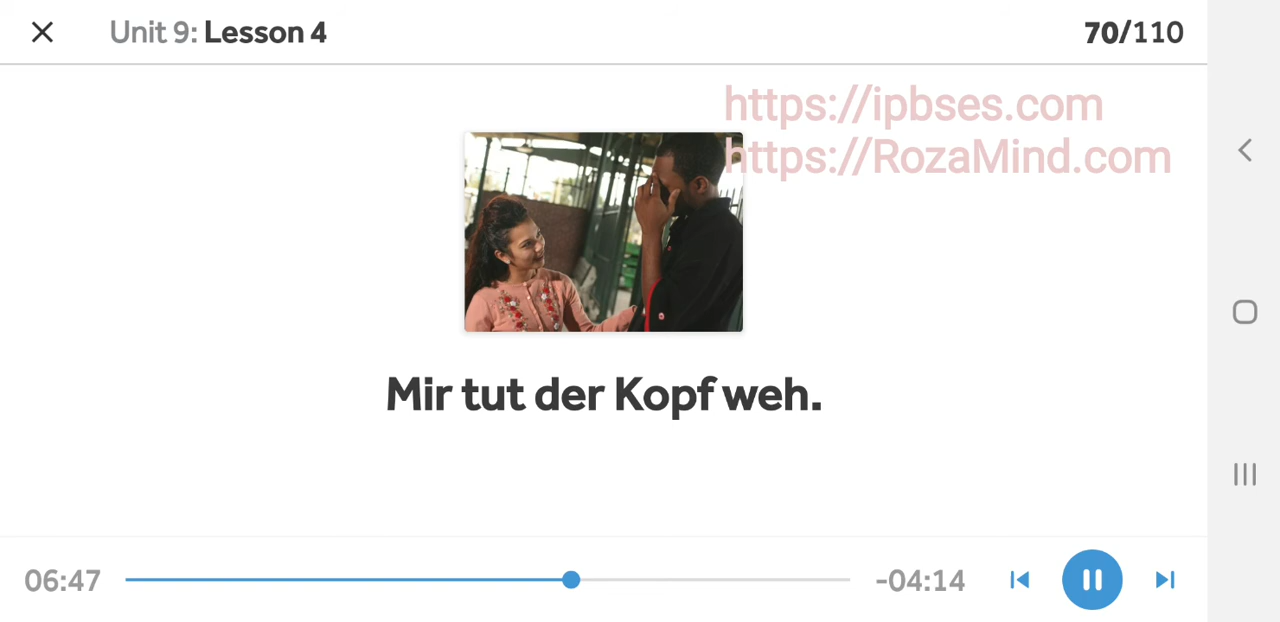 Unit 9: Lesson 4
70/110
https://ipbses.com
https://RozaMind.com
Mir tut der Kopf weh.
06:47
-04:14